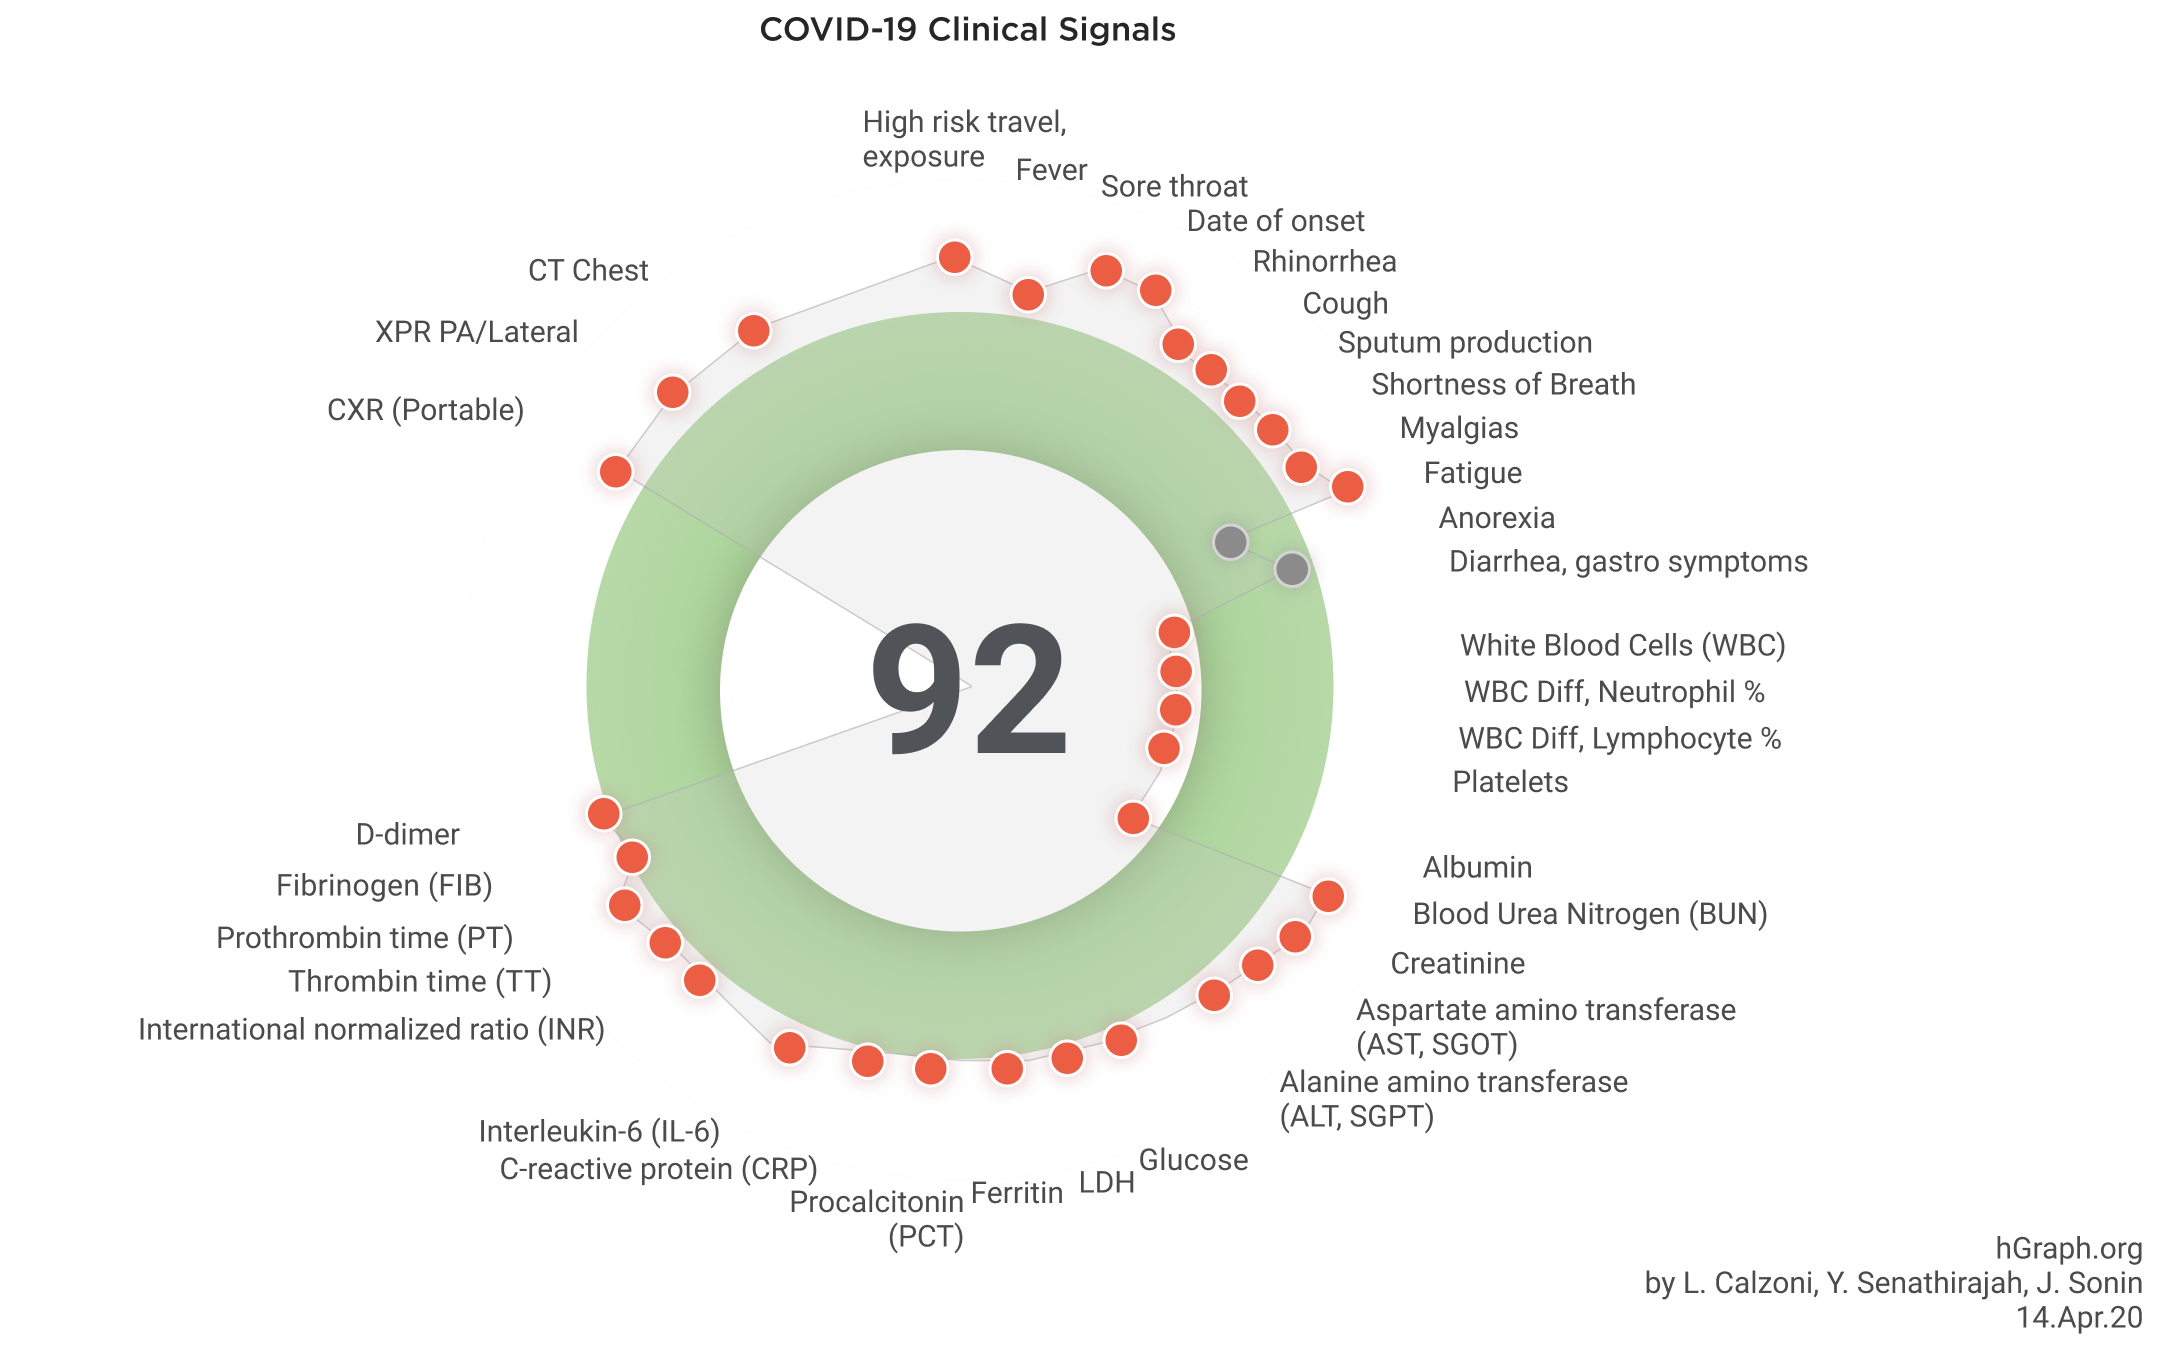 COVID-19 Clinical Signals
High risk travel,
exposure
Fever
Sore throat
Date of onset
Rhinorrhea
Cough
Sputum production
Shortness of Breath
Myalgias
Fatigue
Anorexia
Diarrhea, gastro symptoms
White Blood Cells (WBC)
WBC Diff, Neutrophil %
WBC Diff, Lymphocyte %
Platelets
Albumin
Blood Urea Nitrogen (BUN)
Creatinine
Aspartate amino transferase
(AST, SGOT)
Alanine amino transferase
(ALT, SGPT)
Glucose
LDH
Ferritin
Procalcitonin
(PCT)
C-reactive protein (CRP)
Interleukin-6 (IL-6)
International normalized ratio (INR)
Thrombin time (TT)
Prothrombin time (PT)
Fibrinogen (FIB)
D-dimer
CXR (Portable)
XPR PA/Lateral
CT Chest
92
hGraph.org
by L. Calzoni, Y. Senathirajah, J. Sonin
14.Apr.20